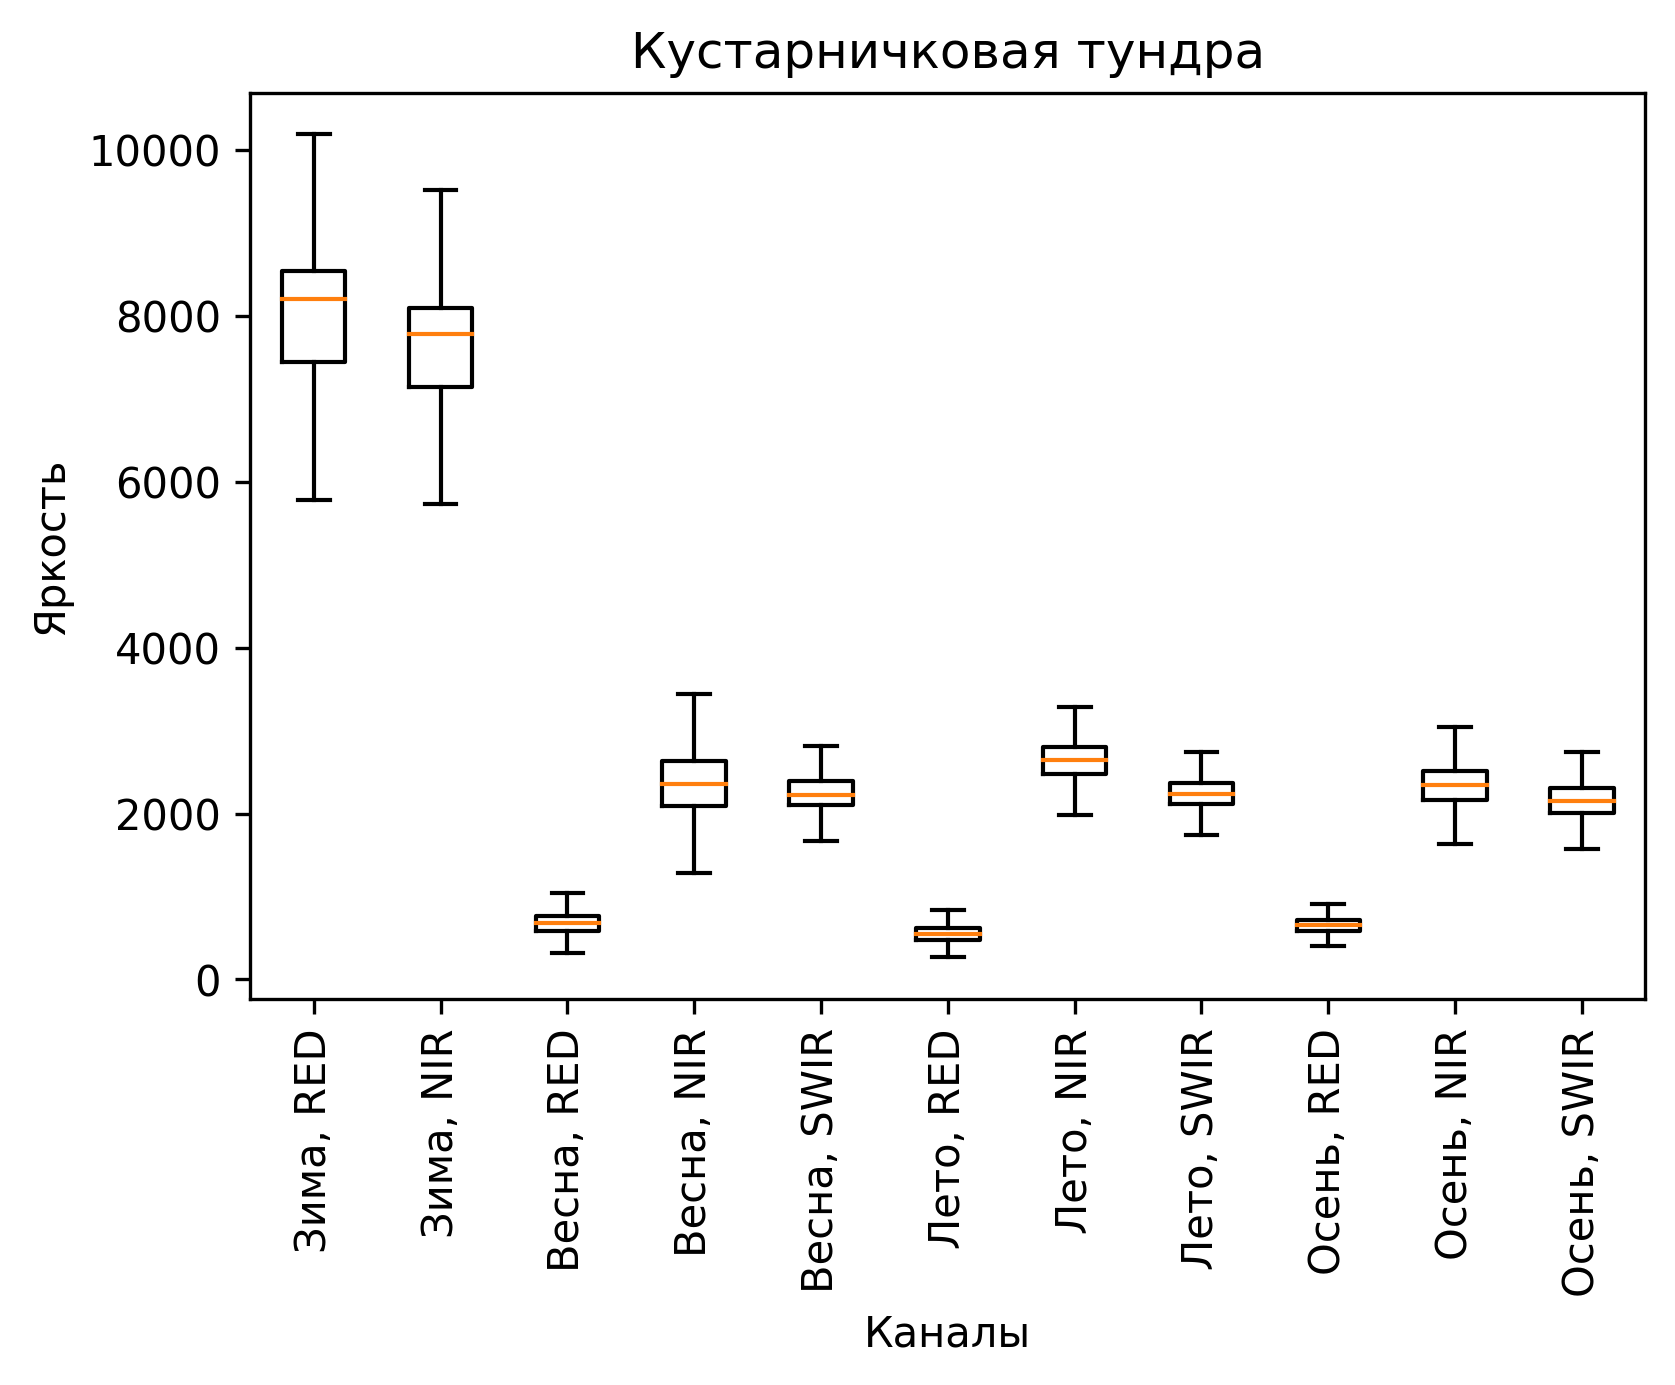 Кустарничковая тундра
Яркость
10000
8000
6000
4000
2000
0
Зима, RED
Зима, NIR
Весна, RED
Весна, NIR
Весна, SWIR
Лето, RED
Лето, NIR
Лето, SWIR
Осень, RED
Осень, NIR
Осень, SWIR
Каналы